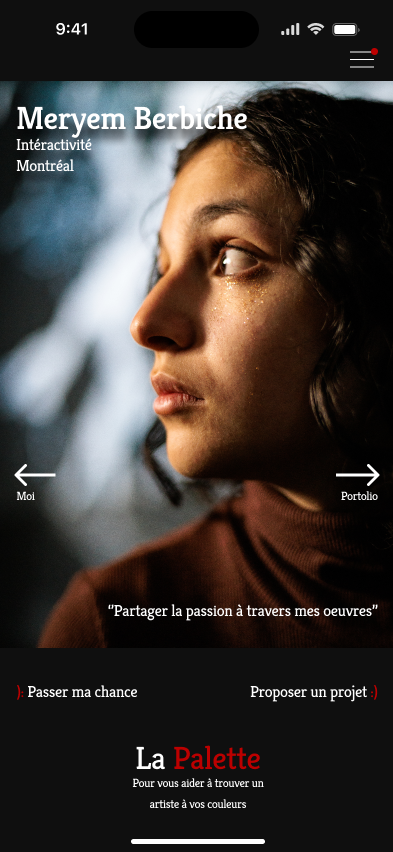 9:41
Meryem Berbiche
Intéractivité
Montréal
Moi
Portolio
“Partager la passion à travers mes oeuvres”
): Passer ma chance
Proposer un projet :)
La Palette
Pour vous aider à trouver un
artiste à vos couleurs